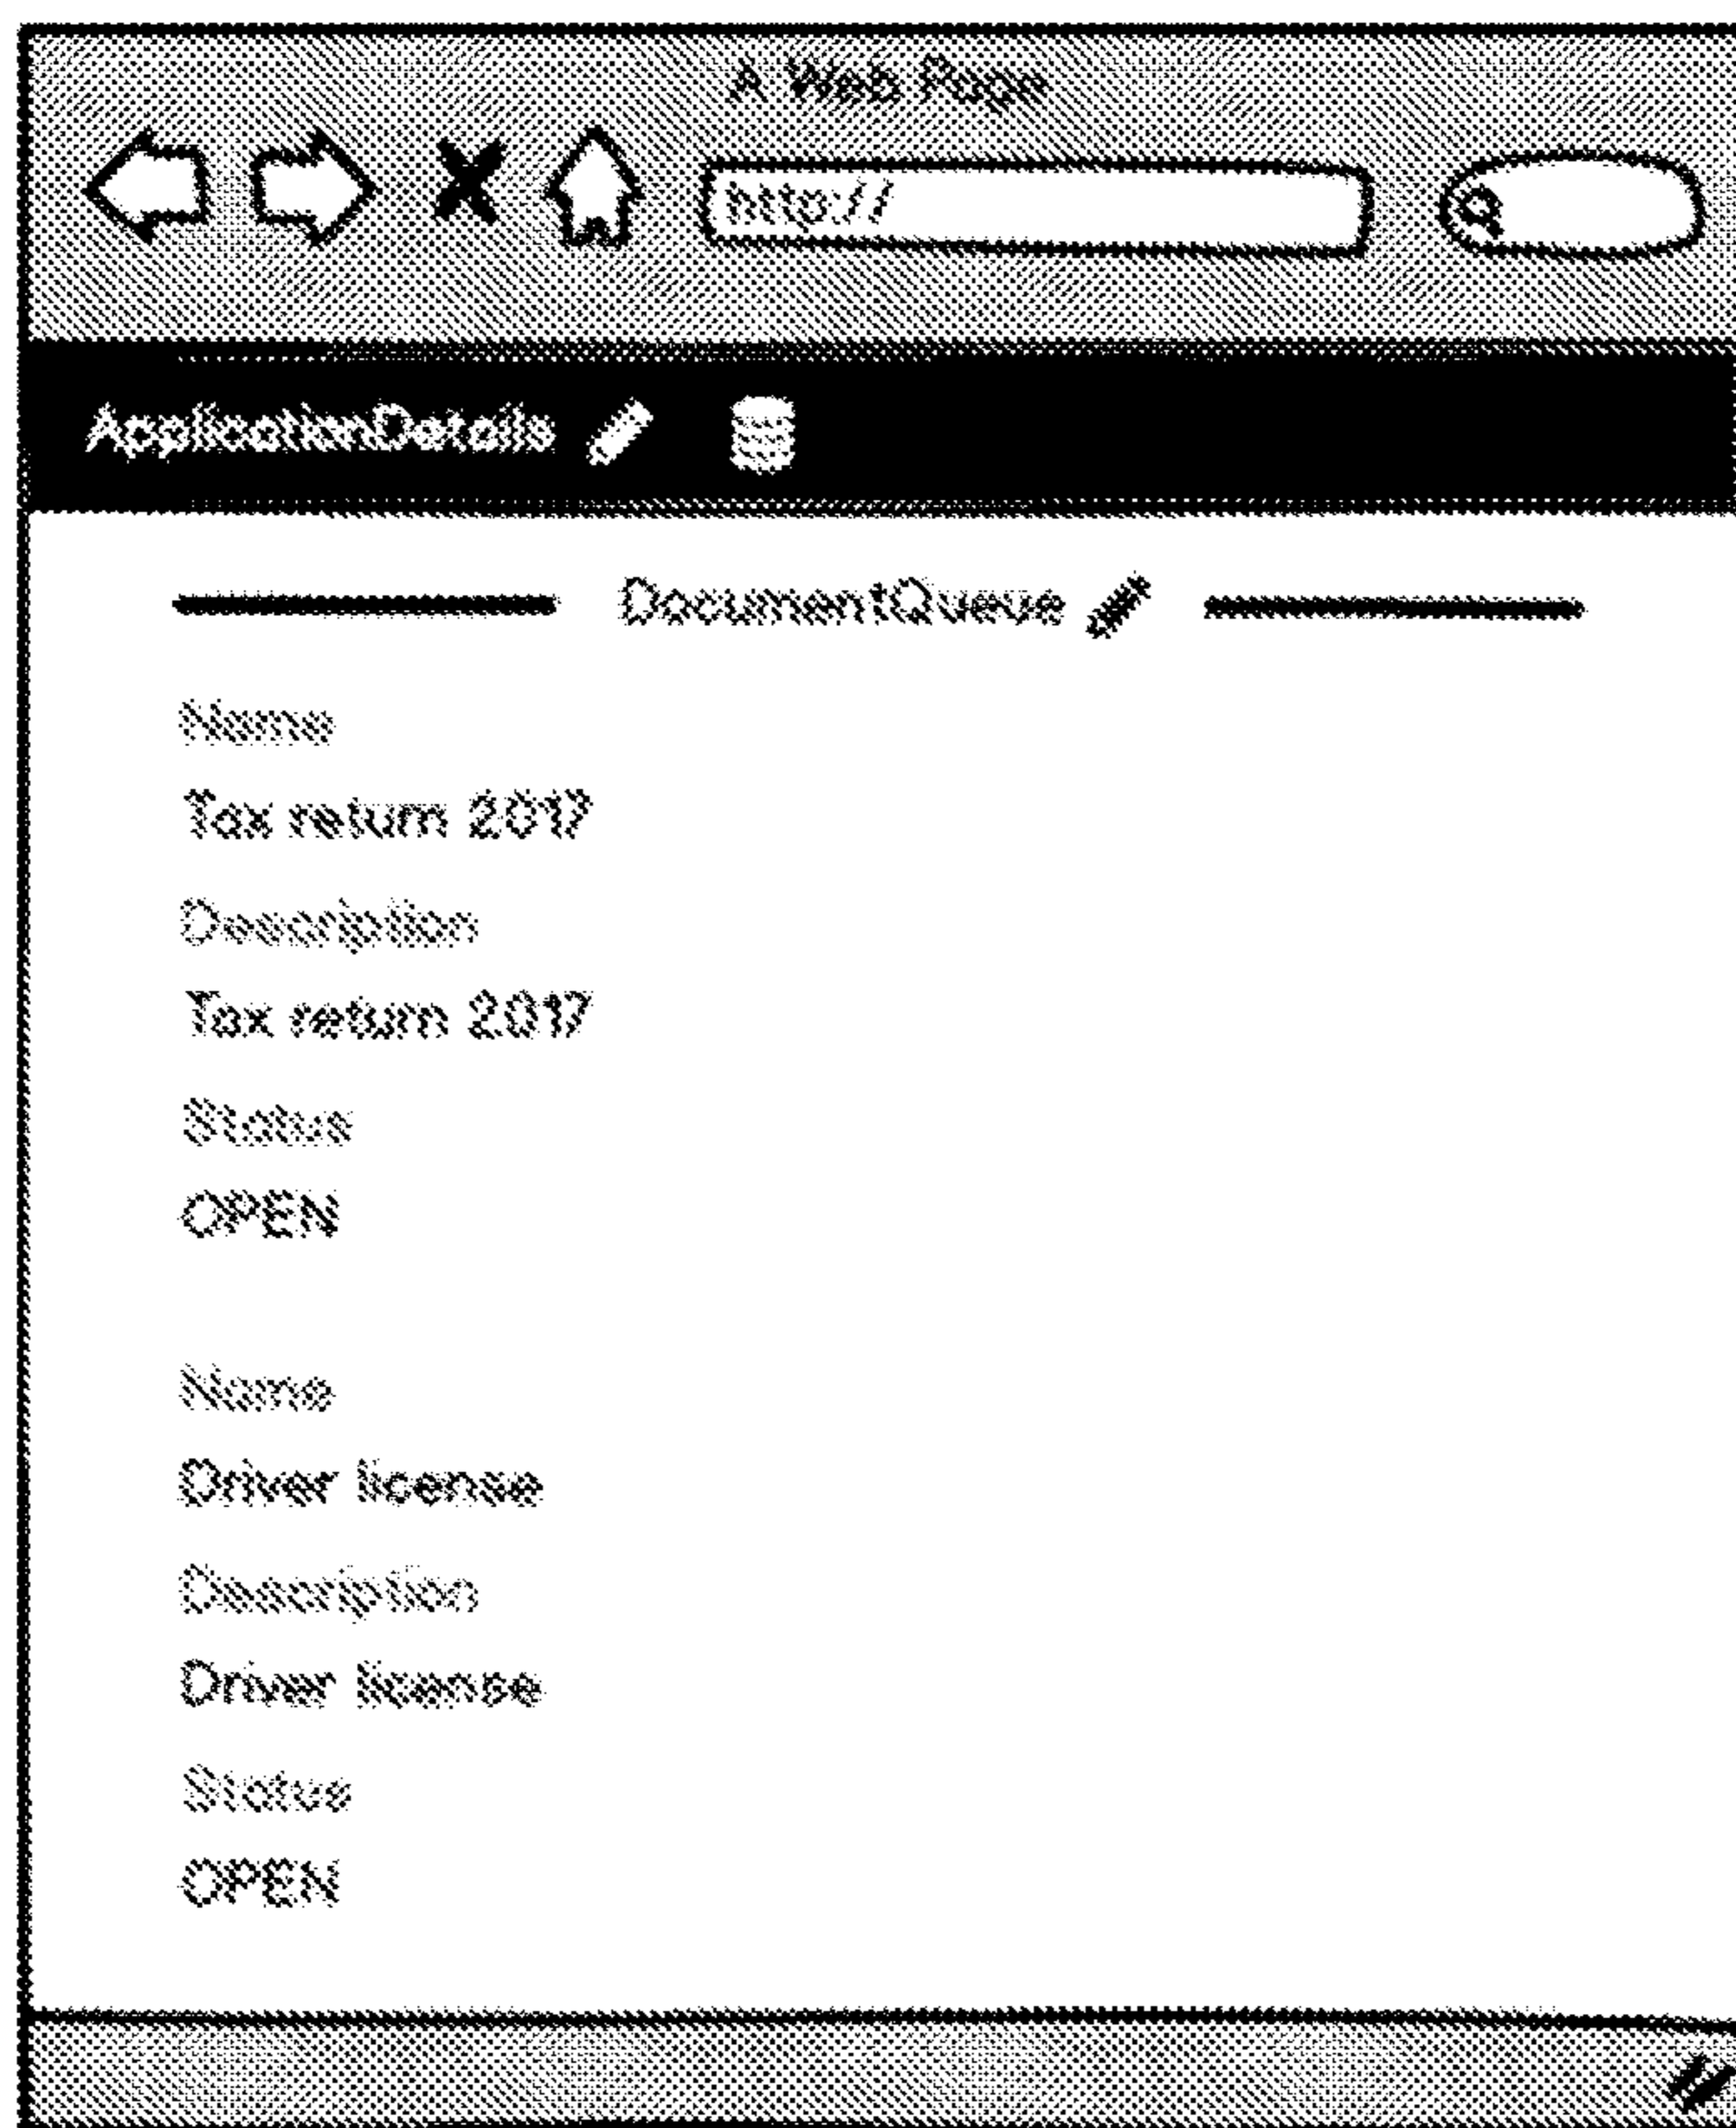 A Web Page
http://
ApplicationDetails
DocumentQueue
Name
Tax return 2017
Description
Tax return 2017
Status
OPEN
Name
Driver license
Description
Driver license
Status
OPEN